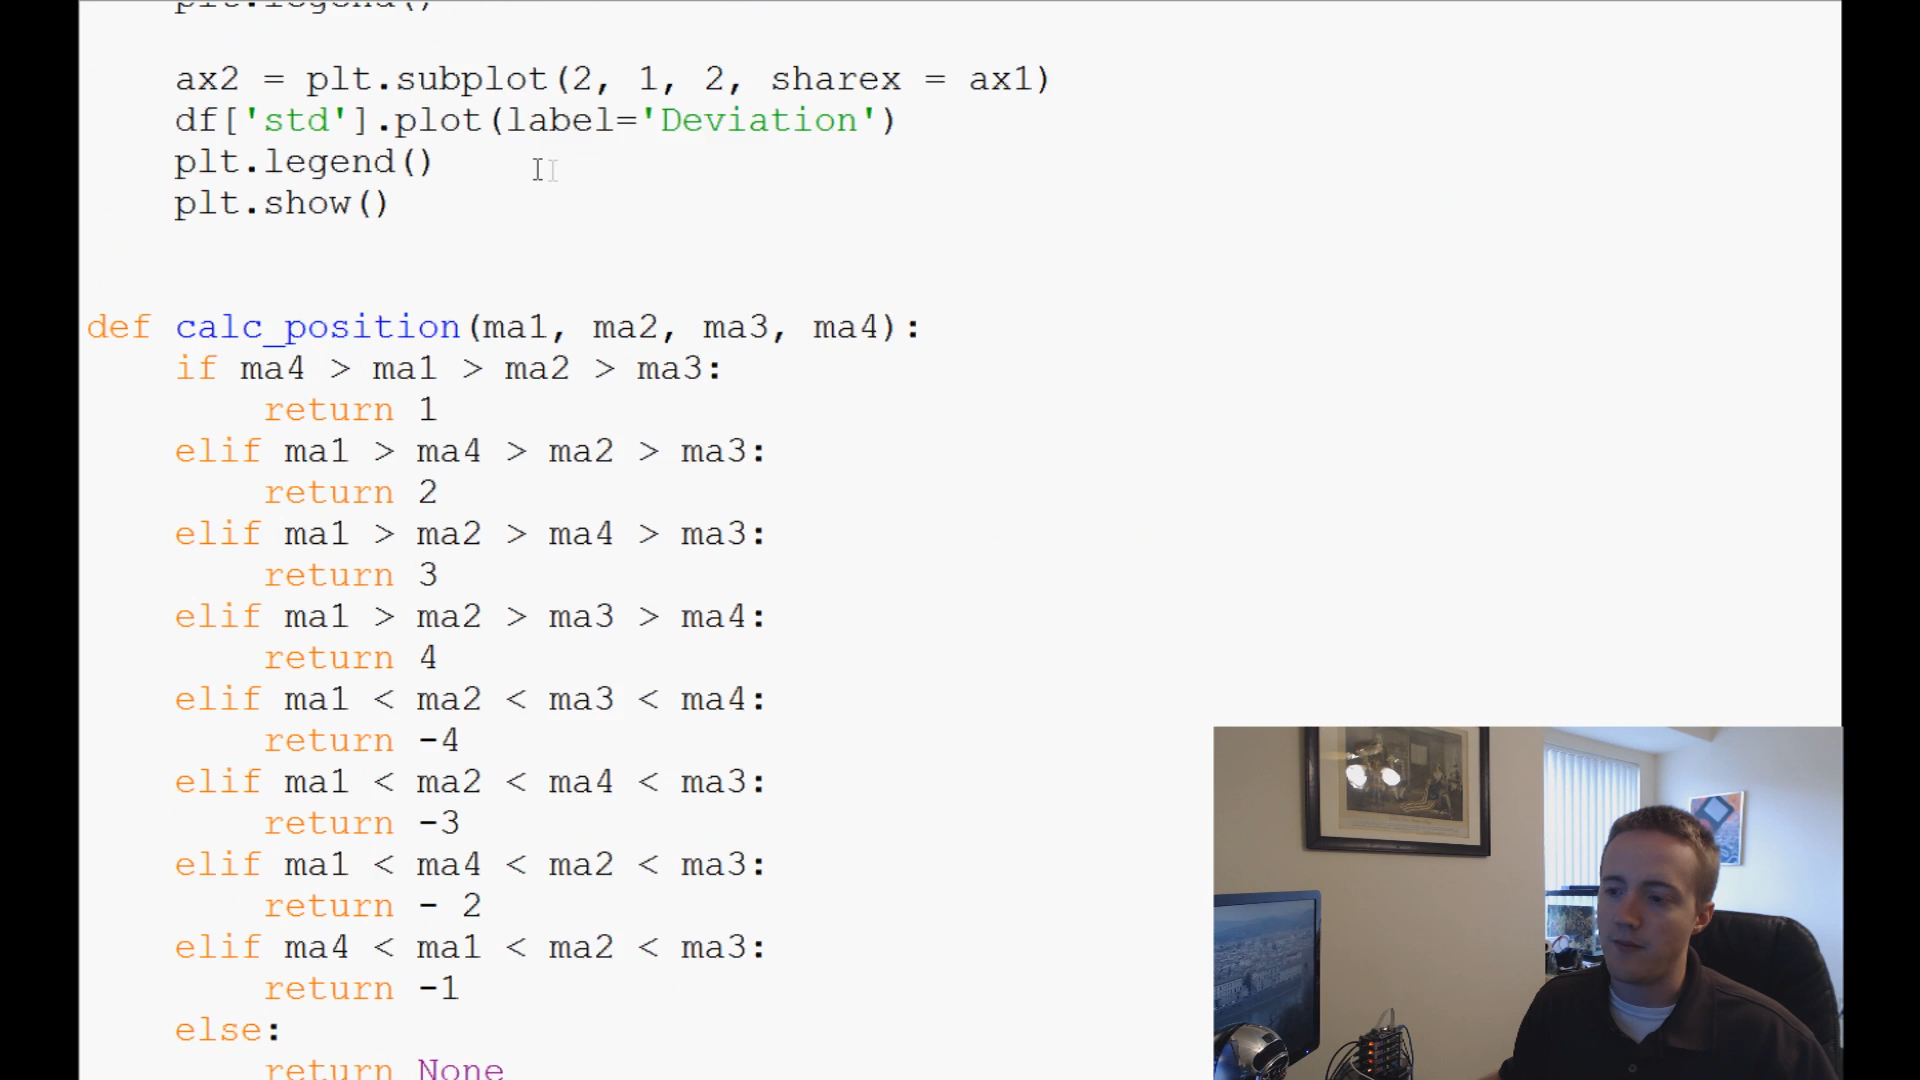 plt.legend()
ax2 = plt.subplot(2, 1, 2, sharex = ax1)
df['std'].plot(label='Deviation')
plt.legend()
plt.show()
def calc_position(ma1, ma2, ma3, ma4):
if ma4 > ma1 > ma2 > ma3:
return 1
elif ma1 > ma4 > ma2 > ma3:
return 2
elif ma1 > ma2 > ma4 > ma3:
return 3
elif ma1 > ma2 > ma3 > ma4:
return 4
elif ma1 < ma2 < ma3 < ma4:
return -4
elif ma1 < ma2 < ma4 < ma3:
return -3
elif ma1 < ma4 < ma2 < ma3:
return - 2
elif ma4 < ma1 < ma2 < ma3:
return -1
else:
return None